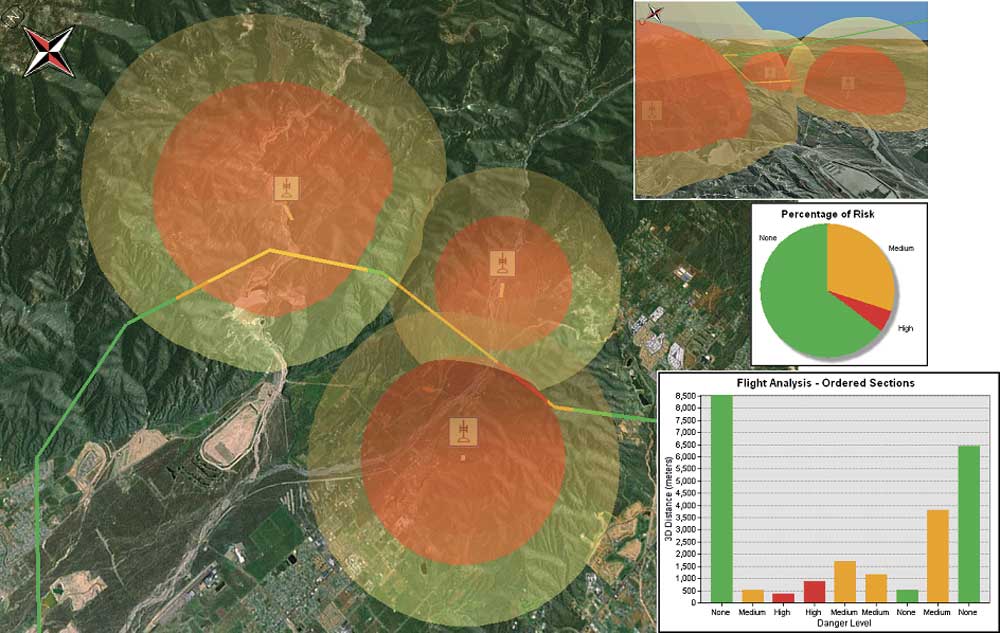 N
Percentage of Risk
None
Medium
High
Flight Analysis - Ordered Sections
3D Distance (meters)
8,500
8,000
7,500
7,000
6,500
6,000
5,500
5,000
4,500
4,000
3,500
3,000
2,500
2,000
1,500
1,000
500
0
None Medium High High Medium Medium None Medium None
Danger Level